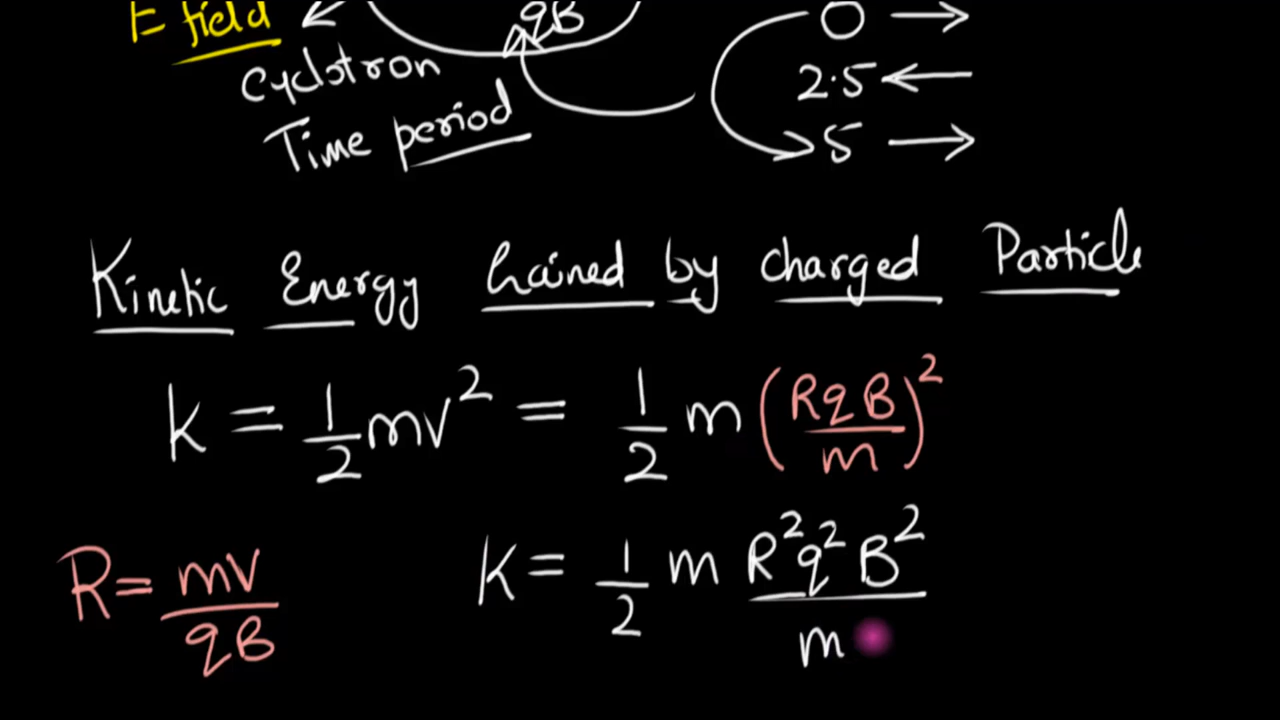 E field
qB
0 →
Cyclotron
2.5 ←
Time period
5 →
Kinetic Energy Gained by charged Particle
K = 1/2 mv² = 1/2 m (RqB/m)²
R = mv/qB
K = 1/2 m R²q²B²/m